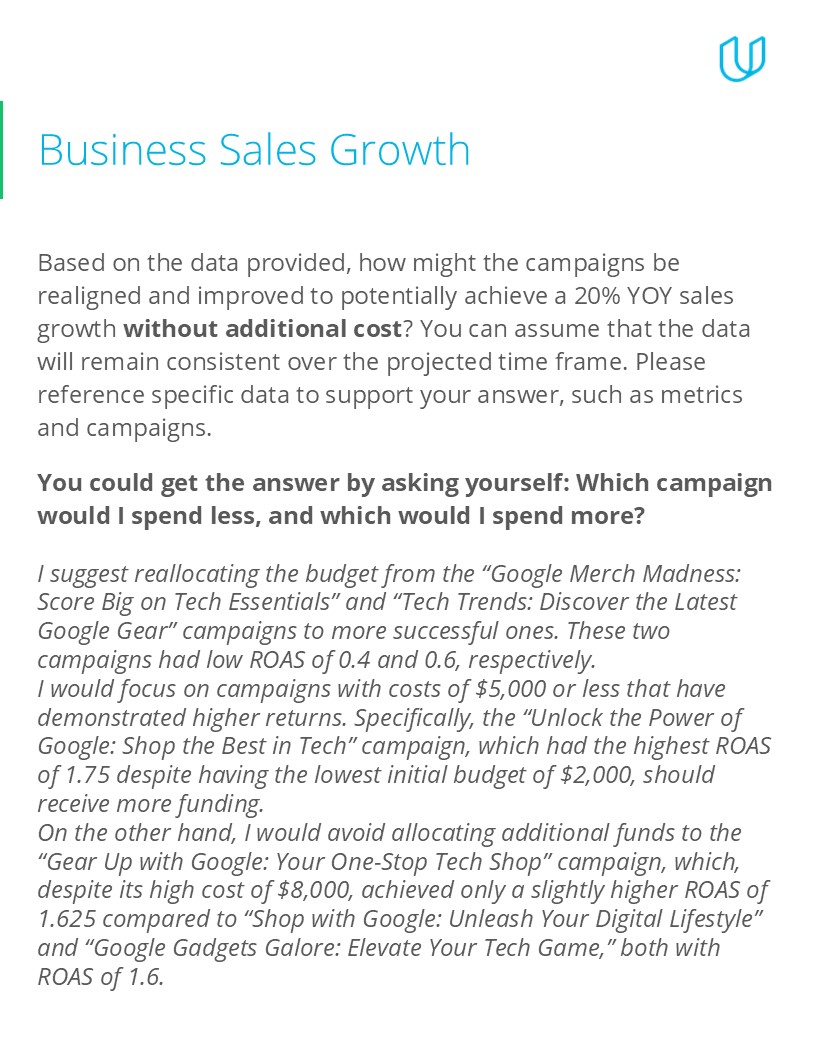 Business Sales Growth
Based on the data provided, how might the campaigns be
realigned and improved to potentially achieve a 20% YOY sales
growth without additional cost? You can assume that the data
will remain consistent over the projected time frame. Please
reference specific data to support your answer, such as metrics
and campaigns.
You could get the answer by asking yourself: Which campaign
would I spend less, and which would I spend more?
I suggest reallocating the budget from the “Google Merch Madness:
Score Big on Tech Essentials” and “Tech Trends: Discover the Latest
Google Gear” campaigns to more successful ones. These two
campaigns had low ROAS of 0.4 and 0.6, respectively.
I would focus on campaigns with costs of $5,000 or less that have
demonstrated higher returns. Specifically, the “Unlock the Power of
Google: Shop the Best in Tech” campaign, which had the highest ROAS
of 1.75 despite having the lowest initial budget of $2,000, should
receive more funding.
On the other hand, I would avoid allocating additional funds to the
“Gear Up with Google: Your One-Stop Tech Shop” campaign, which,
despite its high cost of $8,000, achieved only a slightly higher ROAS of
1.625 compared to “Shop with Google: Unleash Your Digital Lifestyle”
and “Google Gadgets Galore: Elevate Your Tech Game,” both with
ROAS of 1.6.